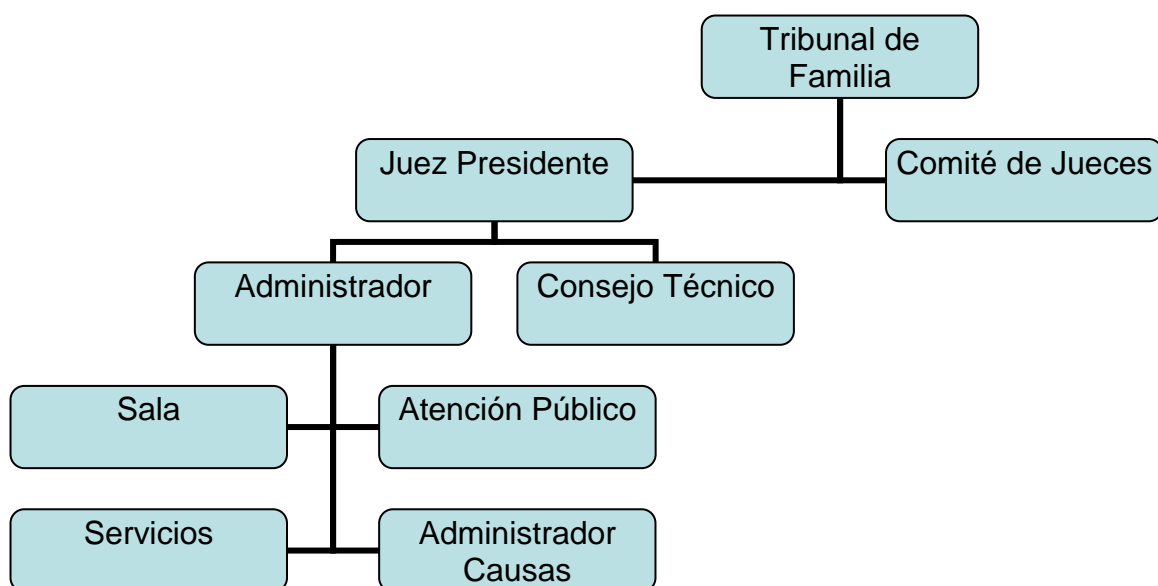 Tribunal de
Familia
Juez Presidente
Comité de Jueces
Administrador
Consejo Técnico
Sala
Atención Público
Servicios
Administrador
Causas